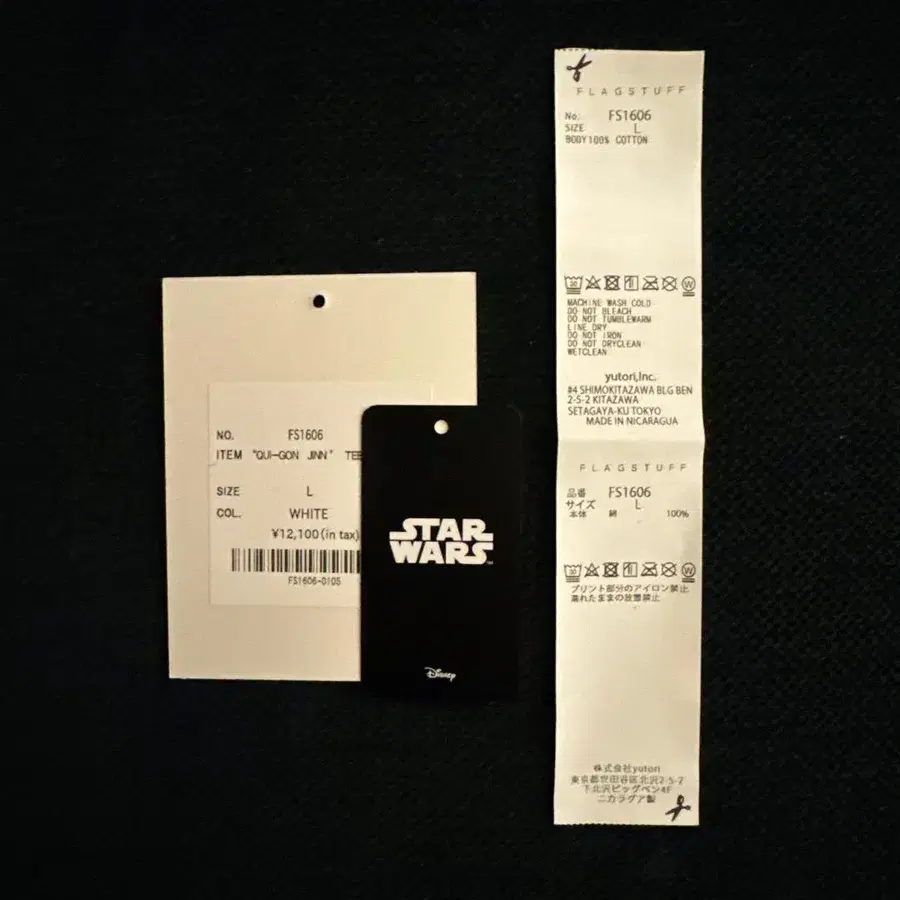 NO. FS1606
ITEM "QUI-GON JINN" TEE
SIZE L
COL. WHITE
¥12,100(in tax)
FS1606-0105
STAR
WARS
Disney
FLAGSTUFF
No. FS1606
SIZE L
BODY100% COTTON
30
MACHINE WASH COLD
DO NOT BLEACH
DO NOT TUMBLEWARM
LINE DRY
DO NOT IRON
DO NOT DRYCLEAN
WETCLEAN
yutori,Inc.
#4 SHIMOKITAZAWA BLG BEN
2-5-2 KITAZAWA
SETAGAYA-KU TOKYO
MADE IN NICARAGUA
FLAGSTUFF
品番 FS1606
サイズ L
本体 綿 100%
30
プリント部分のアイロン禁止
濡れたままの放置禁止
株式会社yutori
東京都世田谷区北沢2-5-2
下北沢ビッグベン4F
ニカラグア製